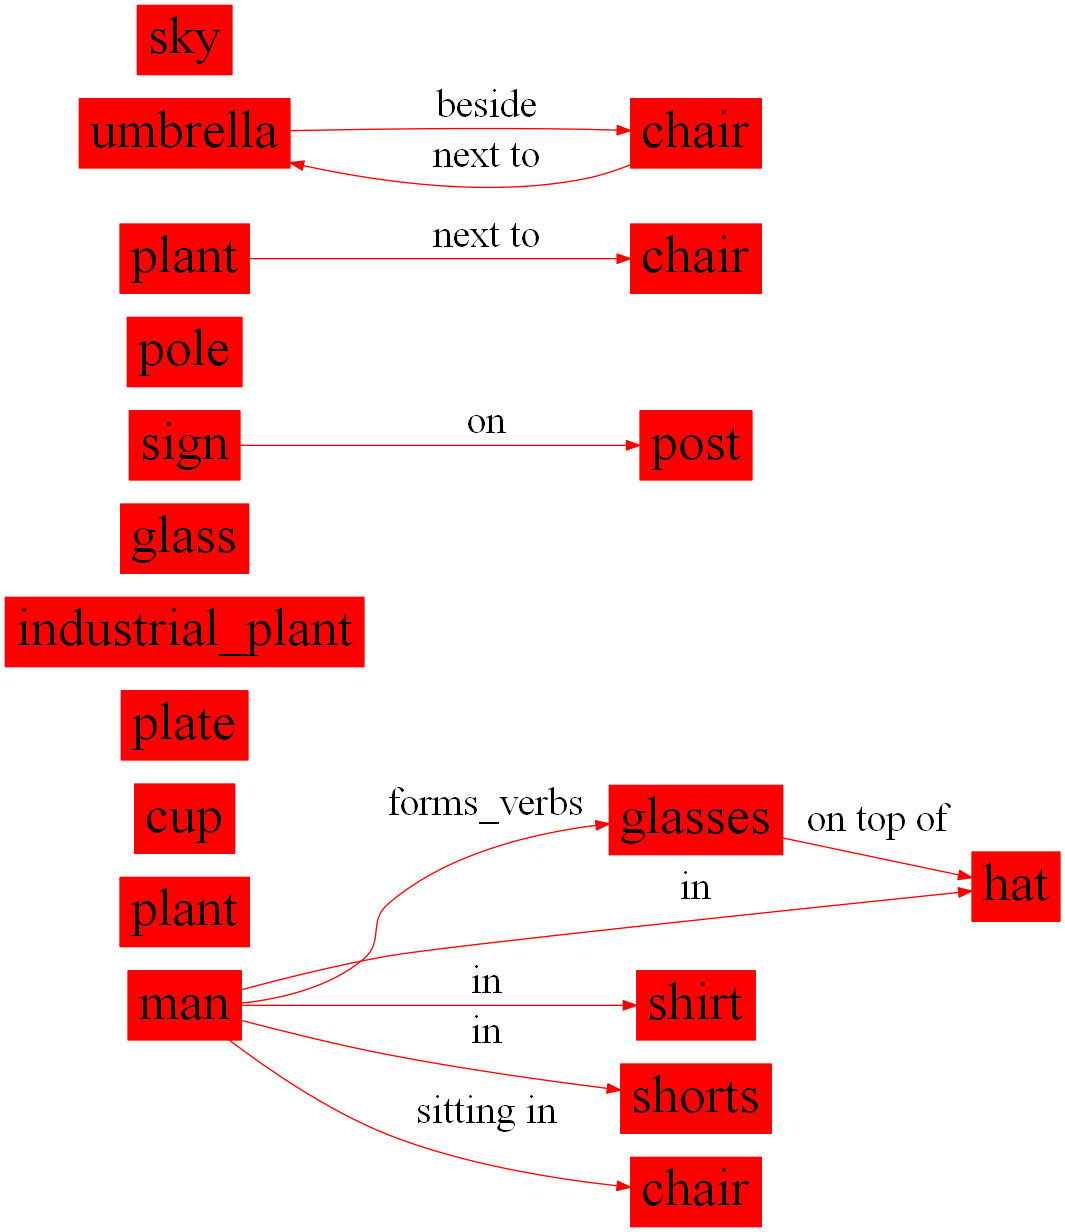 sky
umbrella
beside
chair
next to
plant
next to
chair
pole
sign
on
post
glass
industrial_plant
plate
cup
forms_verbs
glasses
on top of
hat
in
plant
man
in
shirt
in
shorts
sitting in
chair